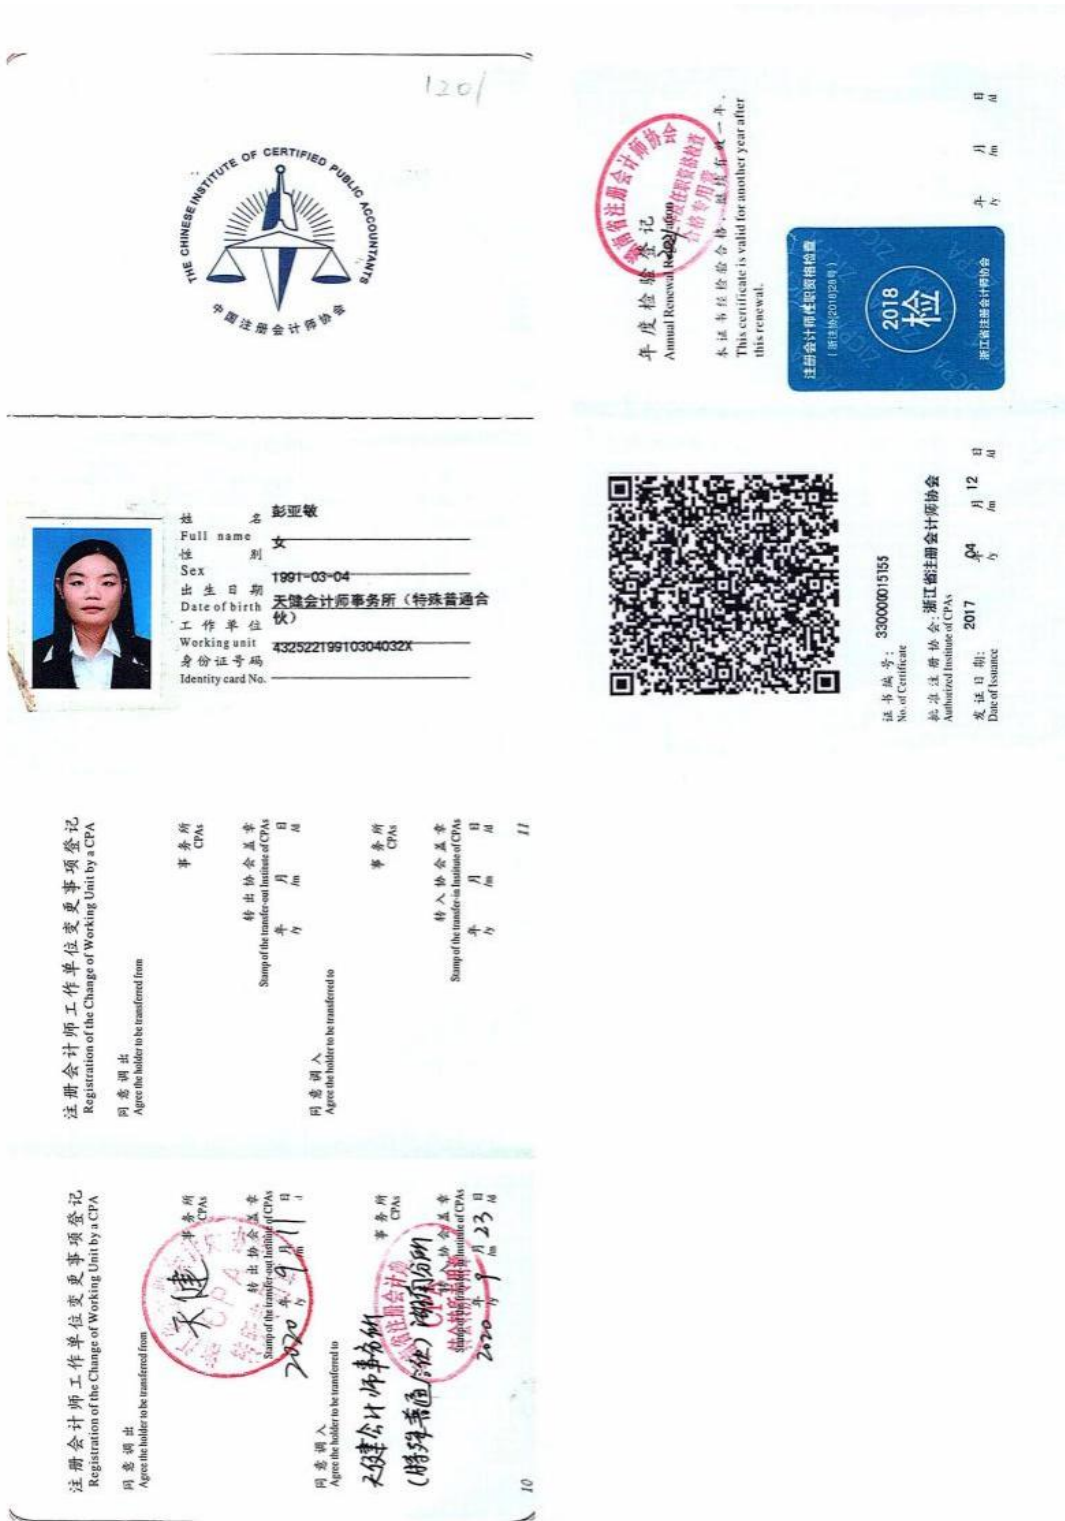 1201
THE CHINESE INSTITUTE OF CERTIFIED PUBLIC ACCOUNTANTS
中国注册会计师协会
姓 名
Full name
彭亚敏
性 别
Sex
女
出生日期
Date of birth
1991-03-04
工作单位
Working unit
天健会计师事务所（特殊普通合
伙）
身份证号码
Identity card No.
43252219910304032X
年度检验登记
Annual Renewal Registration
本证书经检验合格，继续有效一年。
This certificate is valid for another year after
this renewal.
年 月 日
/y /m /d
注册会计师任职资格检查
（浙注协[2018]28号）
2018
检
浙江省注册会计师协会
证书编号：
No. of Certificate
330000015155
批准注册协会：
Authorized Institute of CPAs
浙江省注册会计师协会
发证日期：
Date of Issuance
2017 年 04 月 12 日
/y /m /d
注册会计师工作单位变更事项登记
Registration of the Change of Working Unit by a CPA
同意调出
Agree the holder to be transferred from
事务所
CPAs
转出协会盖章
Stamp of the transfer-out Institute of CPAs
年 月 日
/y /m /d
同意调入
Agree the holder to be transferred to
事务所
CPAs
转入协会盖章
Stamp of the transfer-in Institute of CPAs
年 月 日
/y /m /d
11
注册会计师工作单位变更事项登记
Registration of the Change of Working Unit by a CPA
同意调出
Agree the holder to be transferred from
天健
事务所
CPAs
转出协会盖章
Stamp of the transfer-out Institute of CPAs
2020 年 9 月 11 日
/y /m
同意调入
Agree the holder to be transferred to
天健会计师事务所
(特殊普通合伙) 湖南分所
事务所
CPAs
转入协会盖章
Stamp of the transfer-in Institute of CPAs
2020 年 9 月 23 日
/y /m /d
10